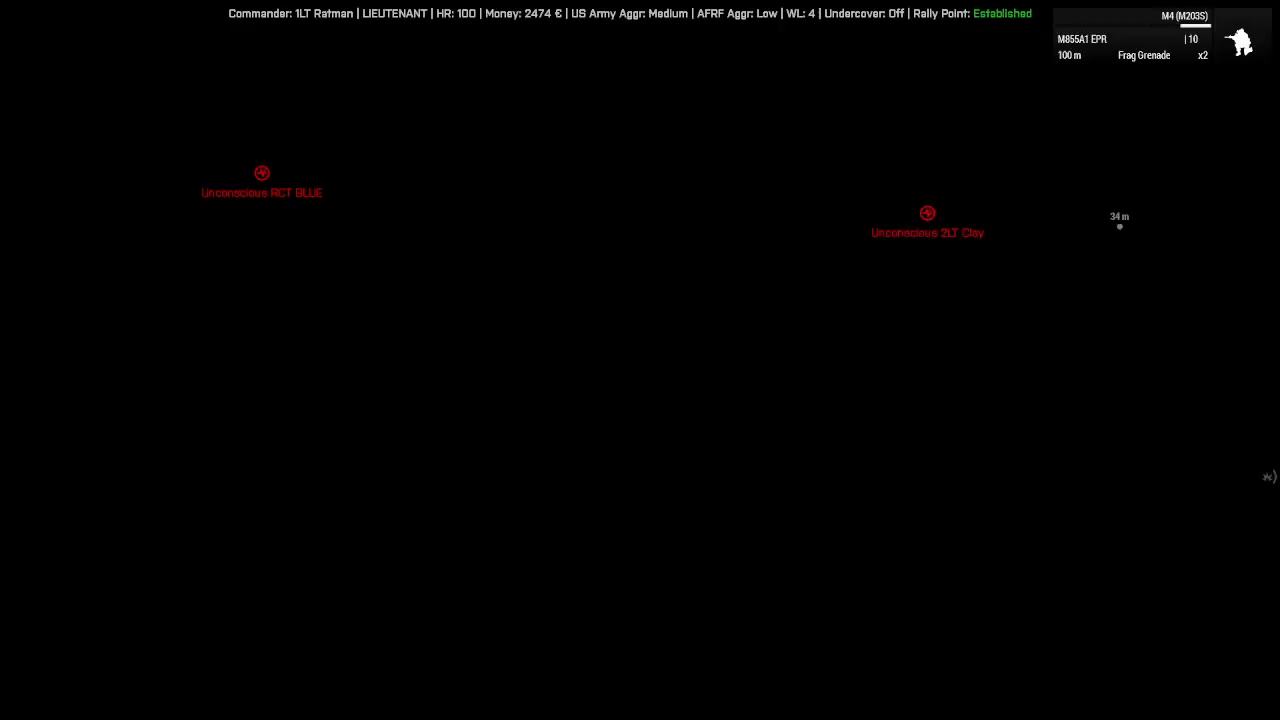 Commander: 1LT Ratman | LIEUTENANT | HR: 100 | Money: 2474 € | US Army Aggr: Medium | AFRF Aggr: Low | WL: 4 | Undercover: Off | Rally Point: Established
M4 (M203S)
M855A1 EPR | 10
100 m Frag Grenade x2
Unconscious RCT BLUE
34 m
Unconscious 2LT Clay